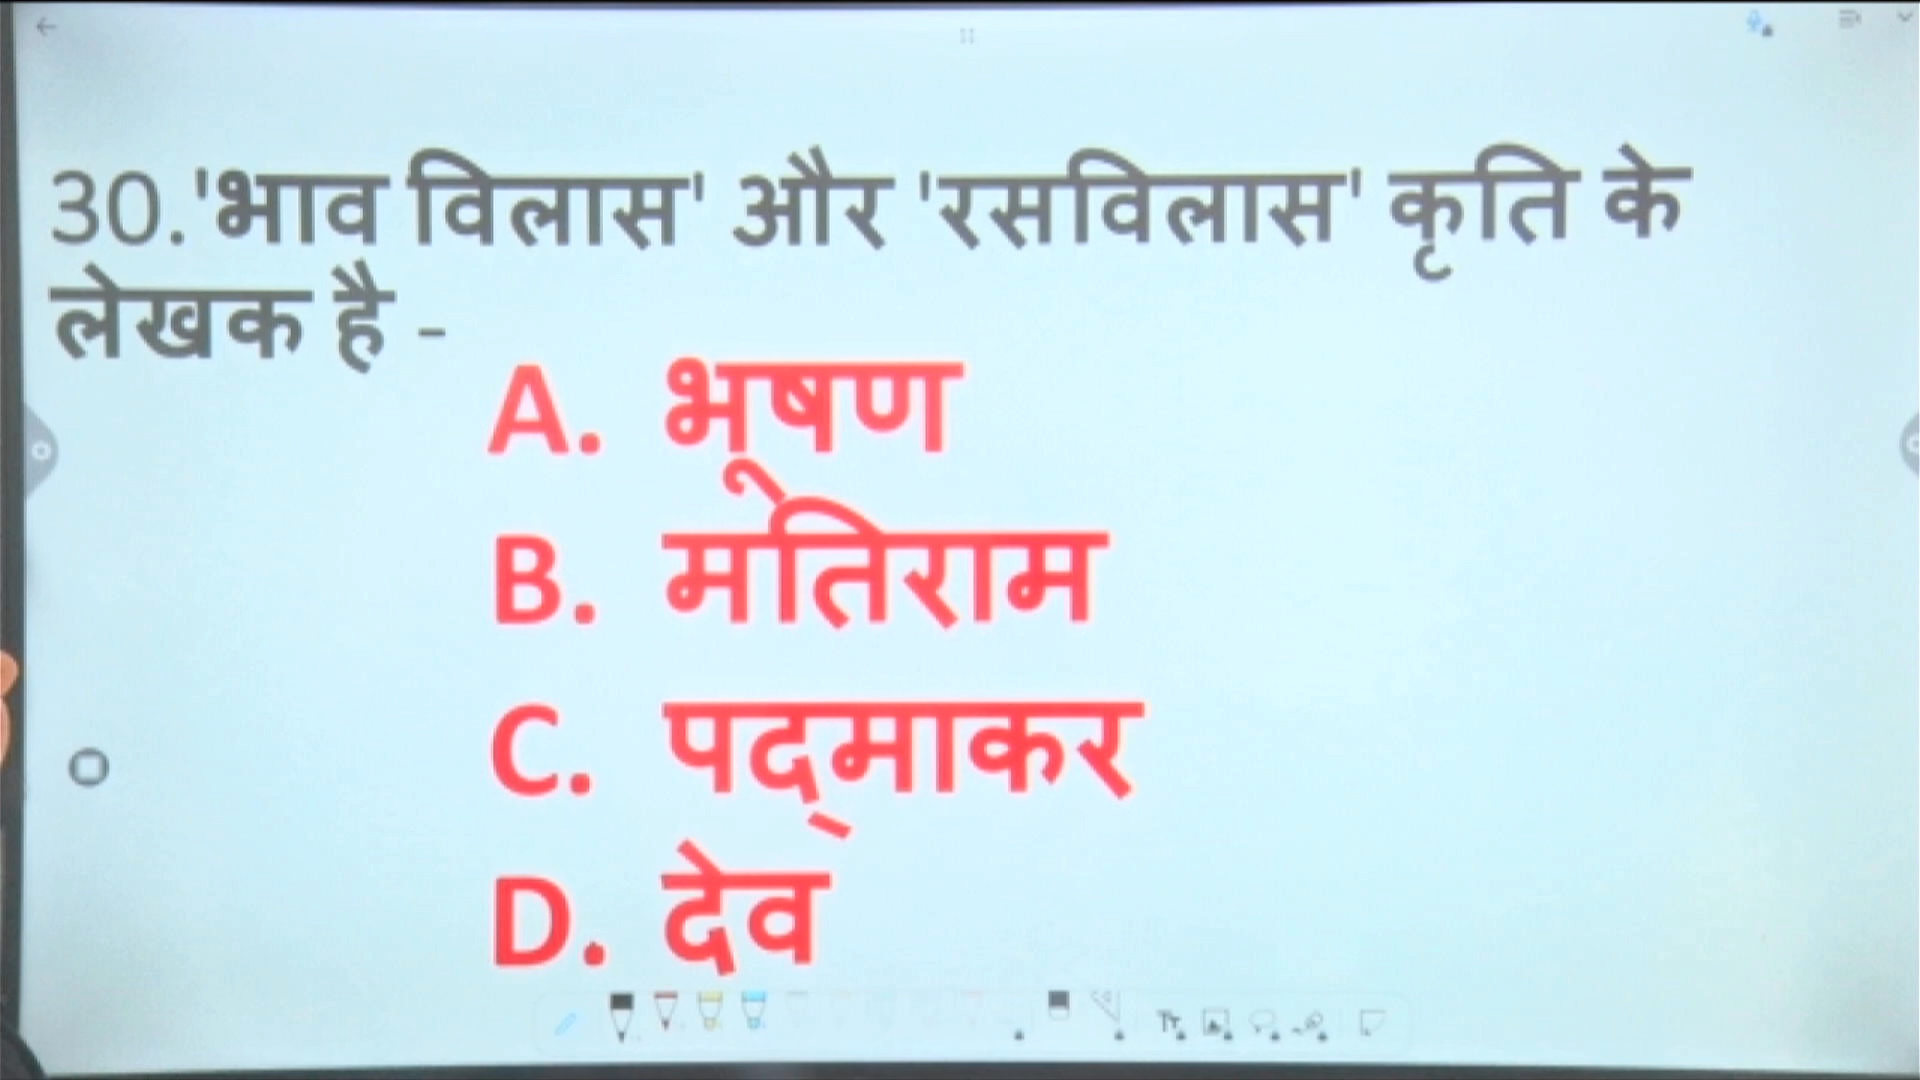 30.'भाव विलास' और 'रसविलास' कृति के
लेखक है -
A. भूषण
B. मतिराम
C. पद्माकर
D. देव